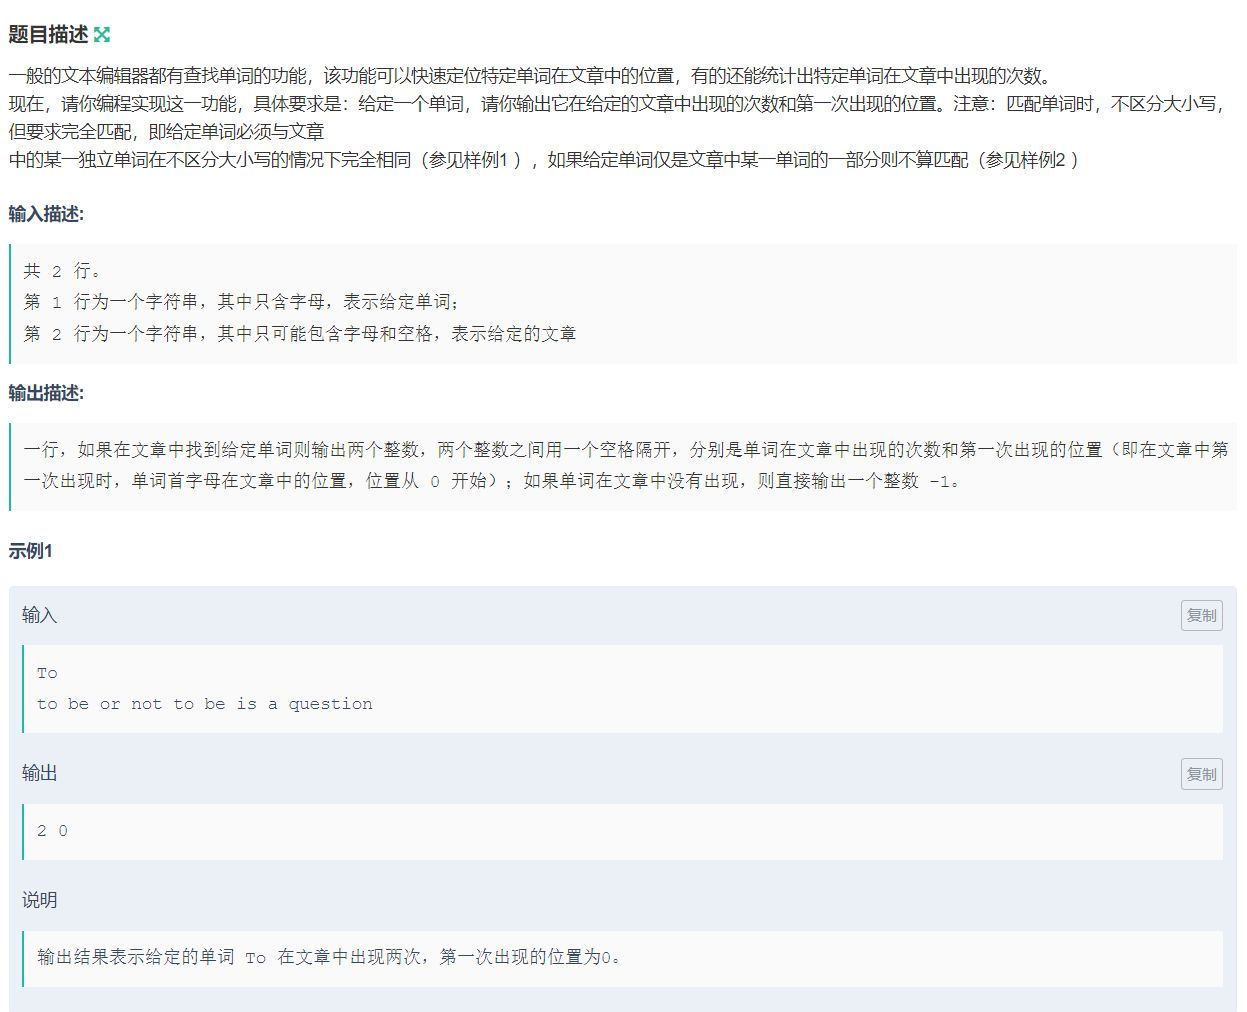 题目描述
一般的文本编辑器都有查找单词的功能，该功能可以快速定位特定单词在文章中的位置，有的还能统计出特定单词在文章中出现的次数。
现在，请你编程实现这一功能，具体要求是：给定一个单词，请你输出它在给定的文章中出现的次数和第一次出现的位置。注意：匹配单词时，不区分大小写，
但要求完全匹配，即给定单词必须与文章
中的某一独立单词在不区分大小写的情况下完全相同（参见样例1 ），如果给定单词仅是文章中某一单词的一部分则不算匹配（参见样例2 ）
输入描述:
共 2 行。
第 1 行为一个字符串，其中只含字母，表示给定单词；
第 2 行为一个字符串，其中只可能包含字母和空格，表示给定的文章
输出描述:
一行，如果在文章中找到给定单词则输出两个整数，两个整数之间用一个空格隔开，分别是单词在文章中出现的次数和第一次出现的位置（即在文章中第
一次出现时，单词首字母在文章中的位置，位置从 0 开始）；如果单词在文章中没有出现，则直接输出一个整数 -1。
示例1
输入
复制
To
to be or not to be is a question
输出
复制
2 0
说明
输出结果表示给定的单词 To 在文章中出现两次，第一次出现的位置为0。